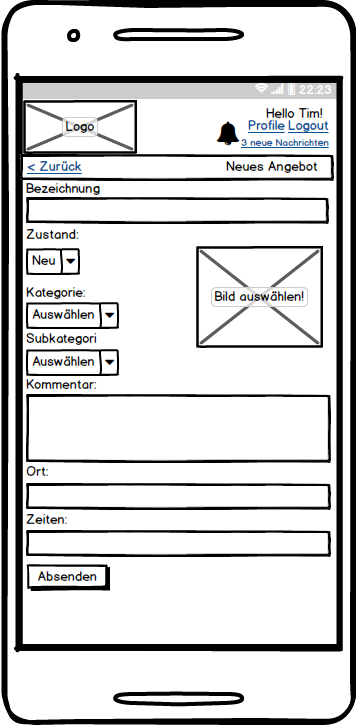 22:23
Logo
Hello Tim!
Profile Logout
3 neue Nachrichten
< Zurück Neues Angebot
Bezeichnung
Zustand:
Neu
Bild auswählen!
Kategorie:
Auswählen
Subkategori
Auswählen
Kommentar:
Ort:
Zeiten:
Absenden